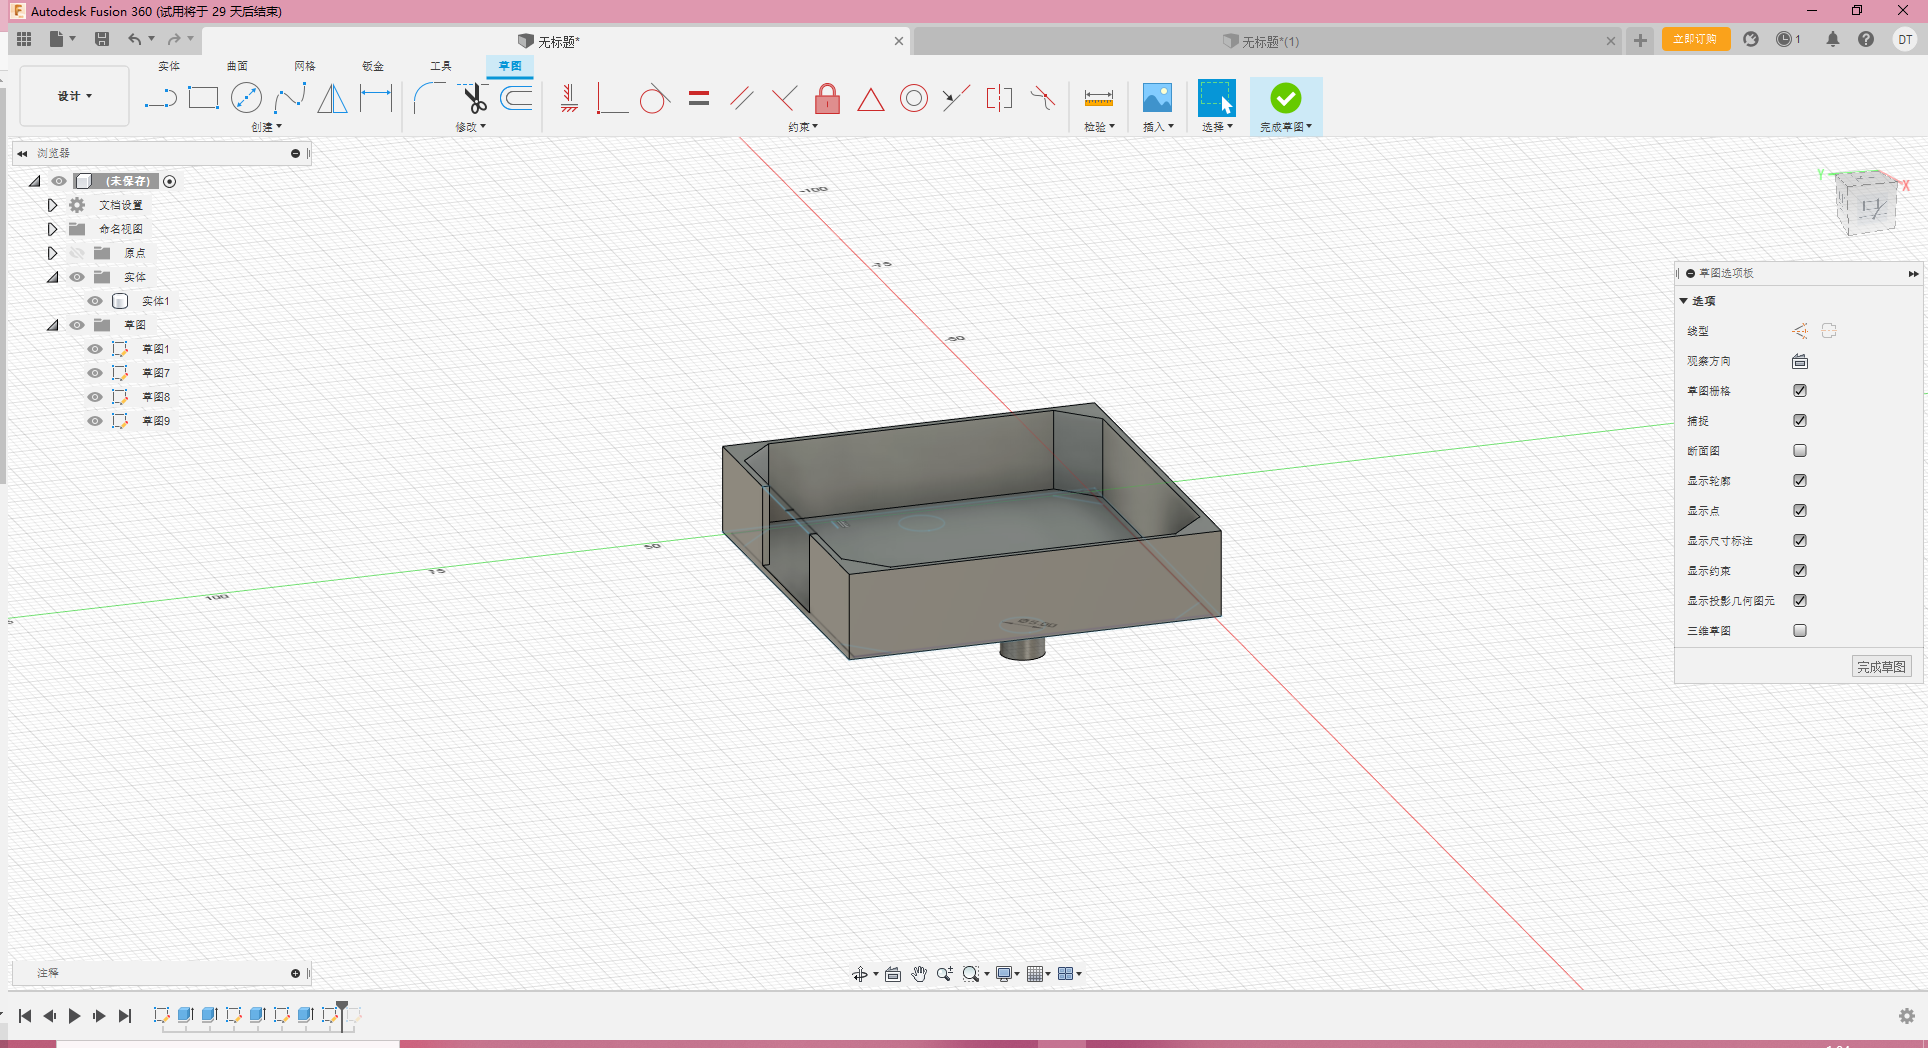 Autodesk Fusion 360 (试用将于 29 天后结束)
无标题*
无标题*(1)
立即订购
1
DT
实体
曲面
网格
钣金
工具
草图
设计
创建
修改
约束
检验
插入
选择
完成草图
浏览器
(未保存)
文档设置
命名视图
原点
实体
实体1
草图
草图1
草图7
草图8
草图9
-100
-75
-50
50
75
100
Y
X
草图选项板
选项
线型
观察方向
草图栅格
捕捉
断面图
显示轮廓
显示点
显示尺寸标注
显示约束
显示投影几何图元
三维草图
完成草图
注释